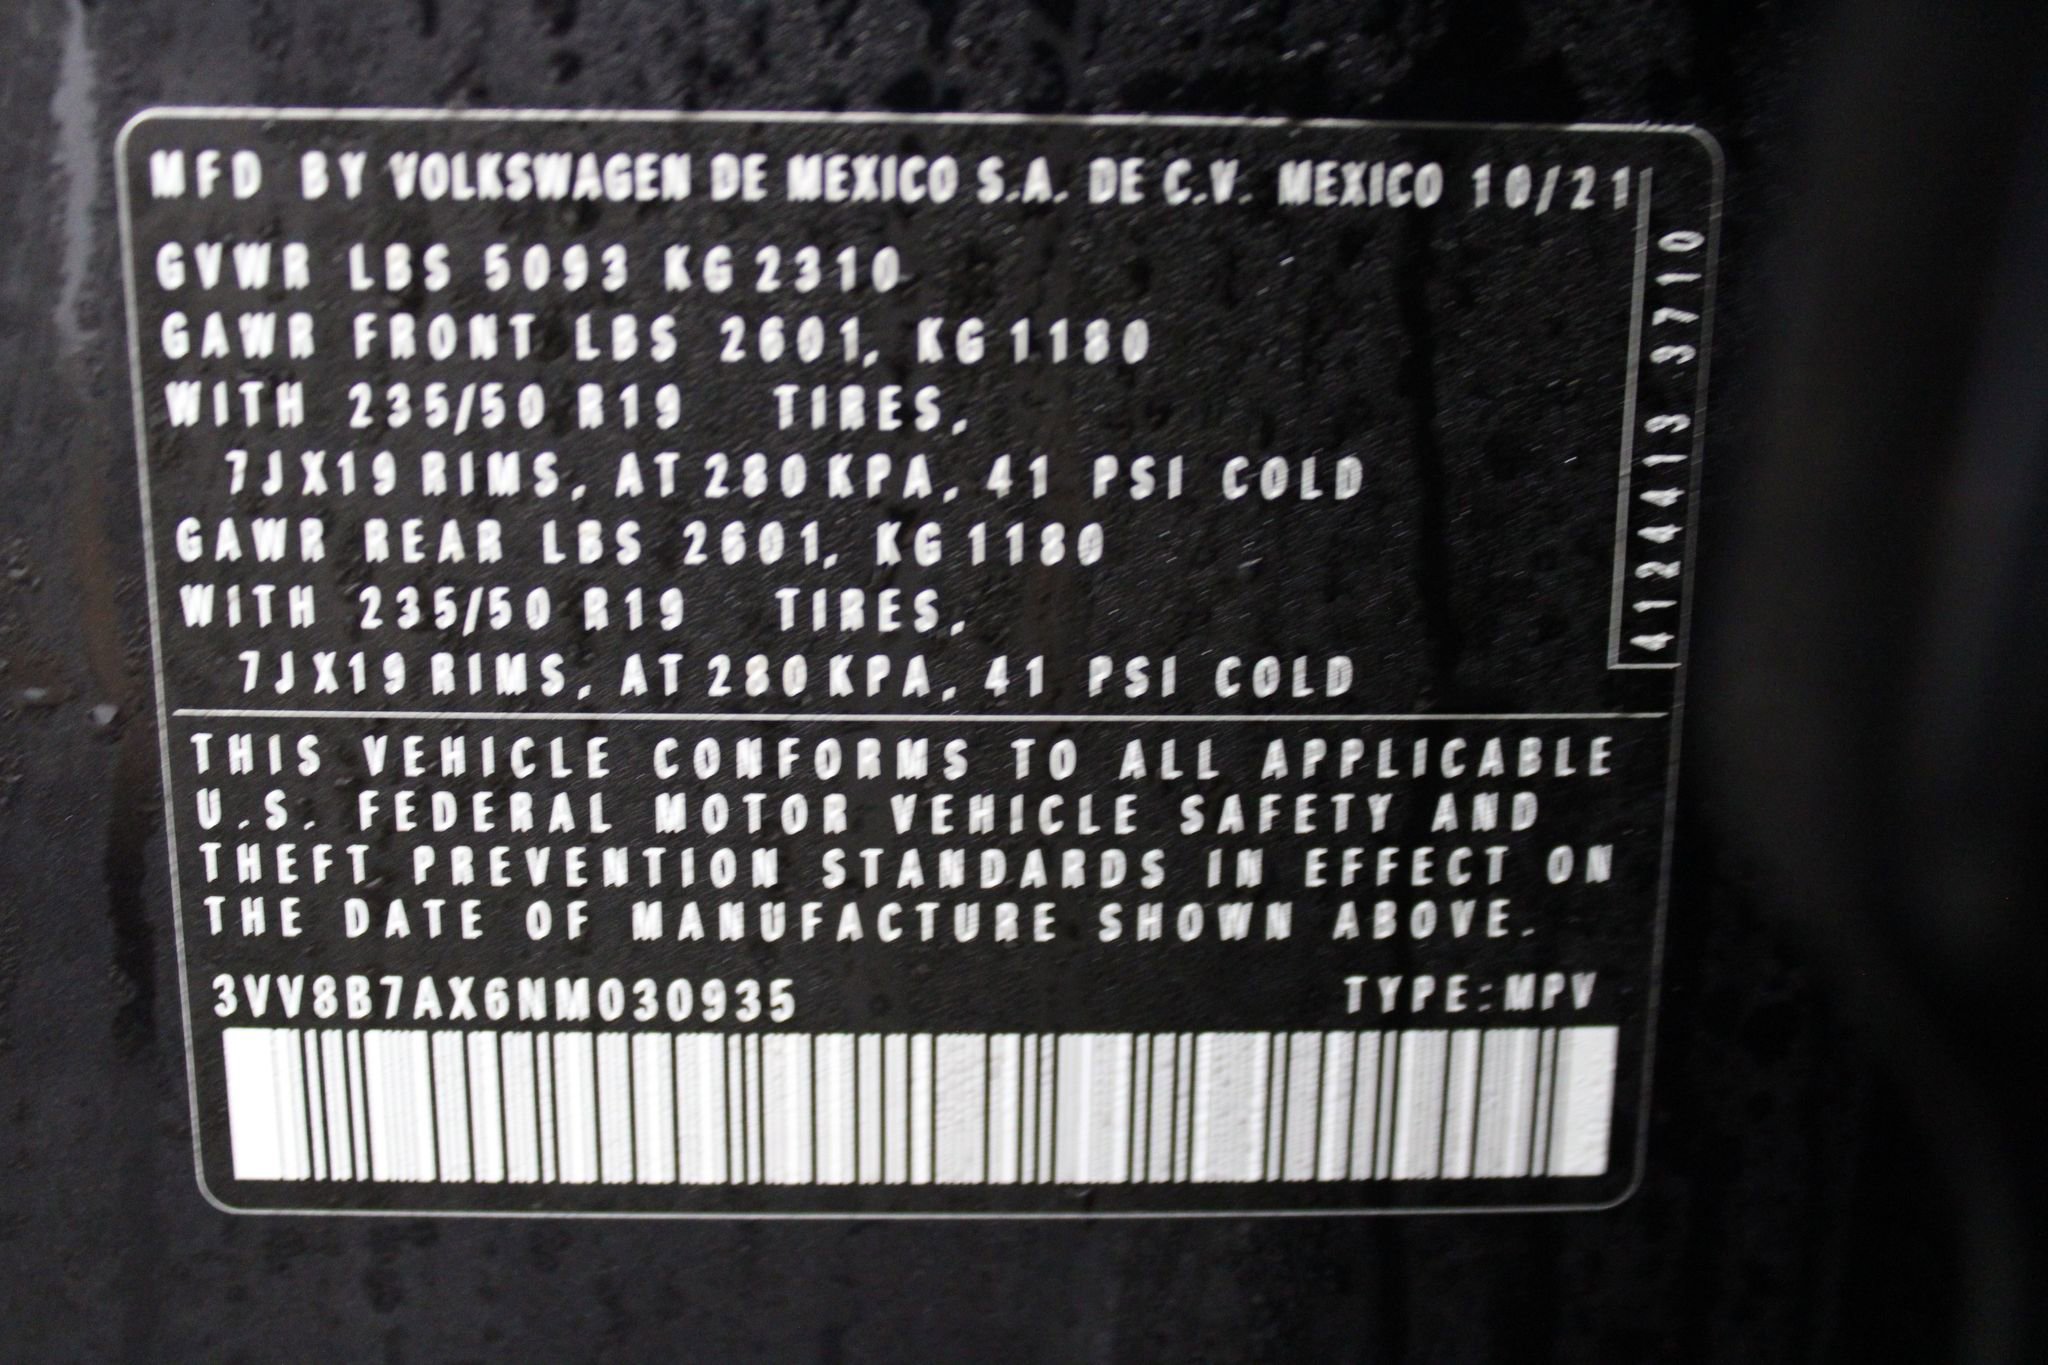 MFD BY VOLKSWAGEN DE MEXICO S.A. DE C.V. MEXICO 10/21
GVWR LBS 5093 KG 2310
GAWR FRONT LBS 2601, KG 1180
WITH 235/50 R19 TIRES,
7JX19 RIMS, AT 280 KPA, 41 PSI COLD
GAWR REAR LBS 2601, KG 1180
WITH 235/50 R19 TIRES,
7JX19 RIMS, AT 280 KPA, 41 PSI COLD
4124413 3710
THIS VEHICLE CONFORMS TO ALL APPLICABLE
U.S. FEDERAL MOTOR VEHICLE SAFETY AND
THEFT PREVENTION STANDARDS IN EFFECT ON
THE DATE OF MANUFACTURE SHOWN ABOVE.
3VV8B7AX6NM030935 TYPE:MPV